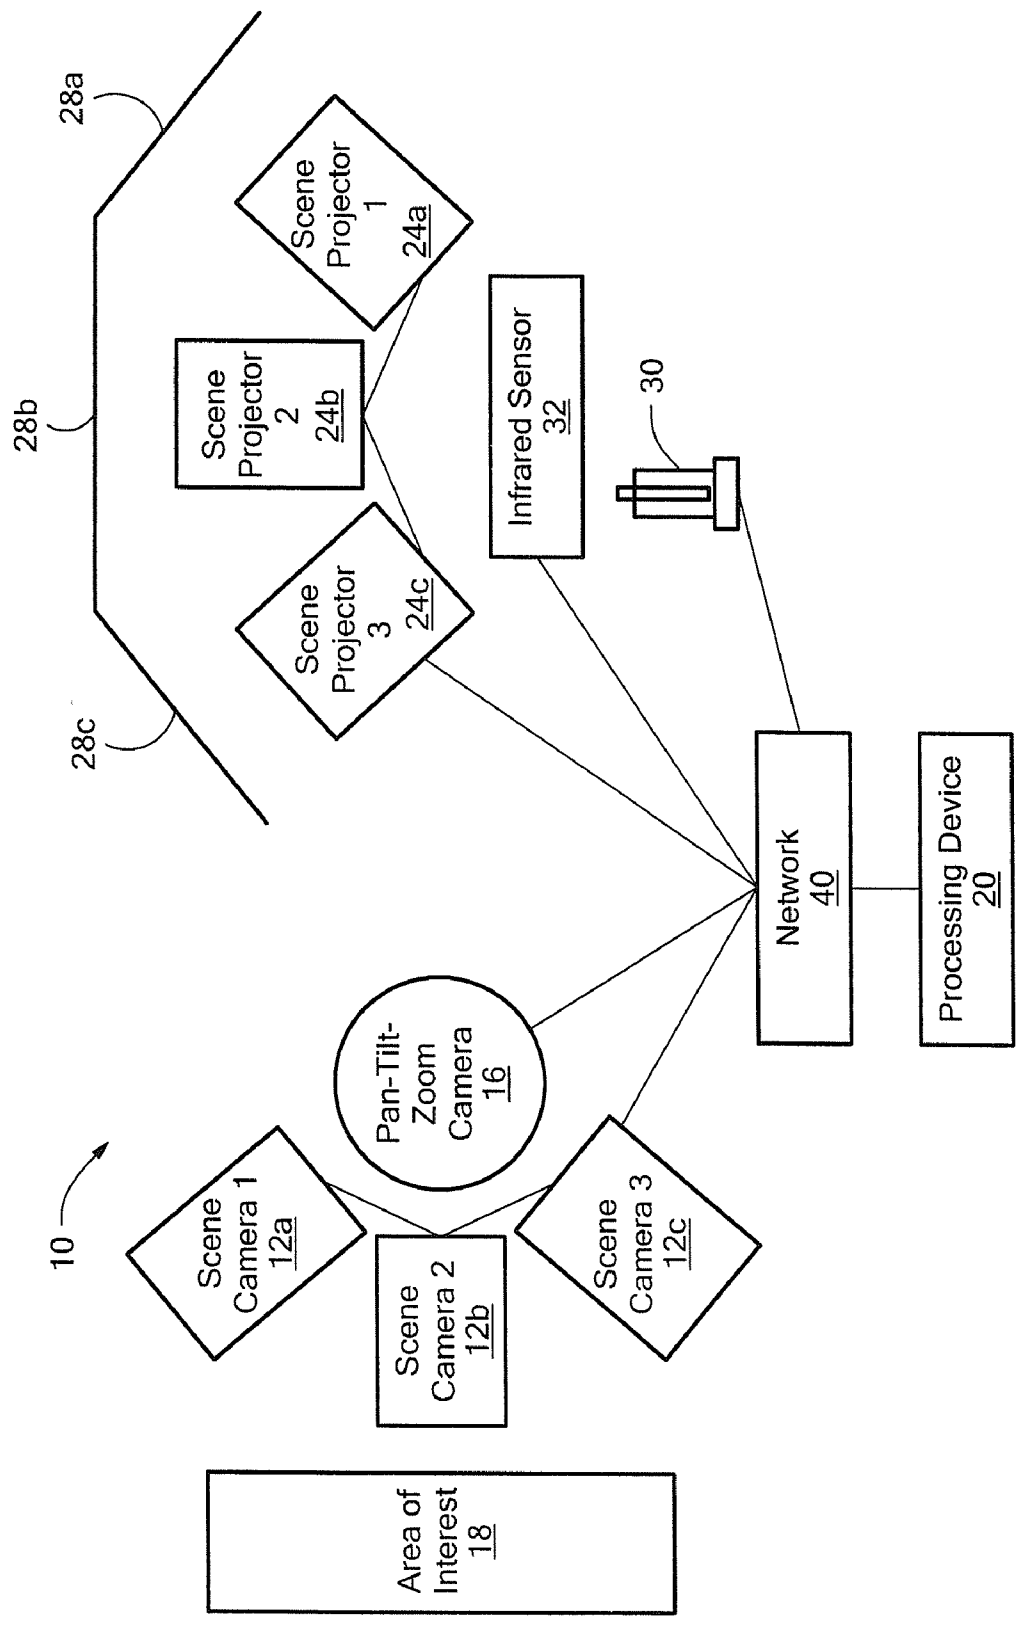 10
Area of
Interest
18
Scene
Camera 1
12a
Scene
Camera 2
12b
Scene
Camera 3
12c
Pan-Tilt-
Zoom
Camera
16
28c
28b
28a
Scene
Projector
3
24c
Scene
Projector
2
24b
Scene
Projector
1
24a
Infrared Sensor
32
30
Network
40
Processing Device
20